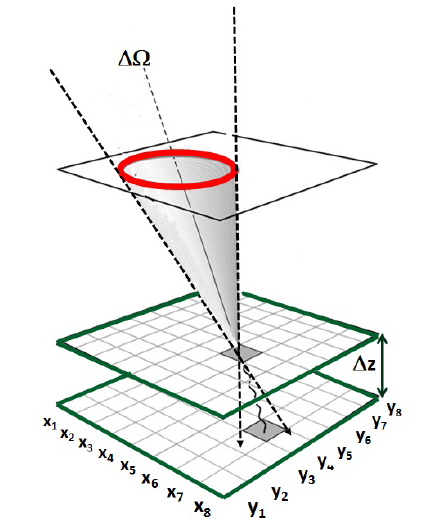 ΔΩ
Δz
x₁ x₂ x₃ x₄ x₅ x₆ x₇ x₈
y₁ y₂ y₃ y₄ y₅ y₆ y₇ y₈